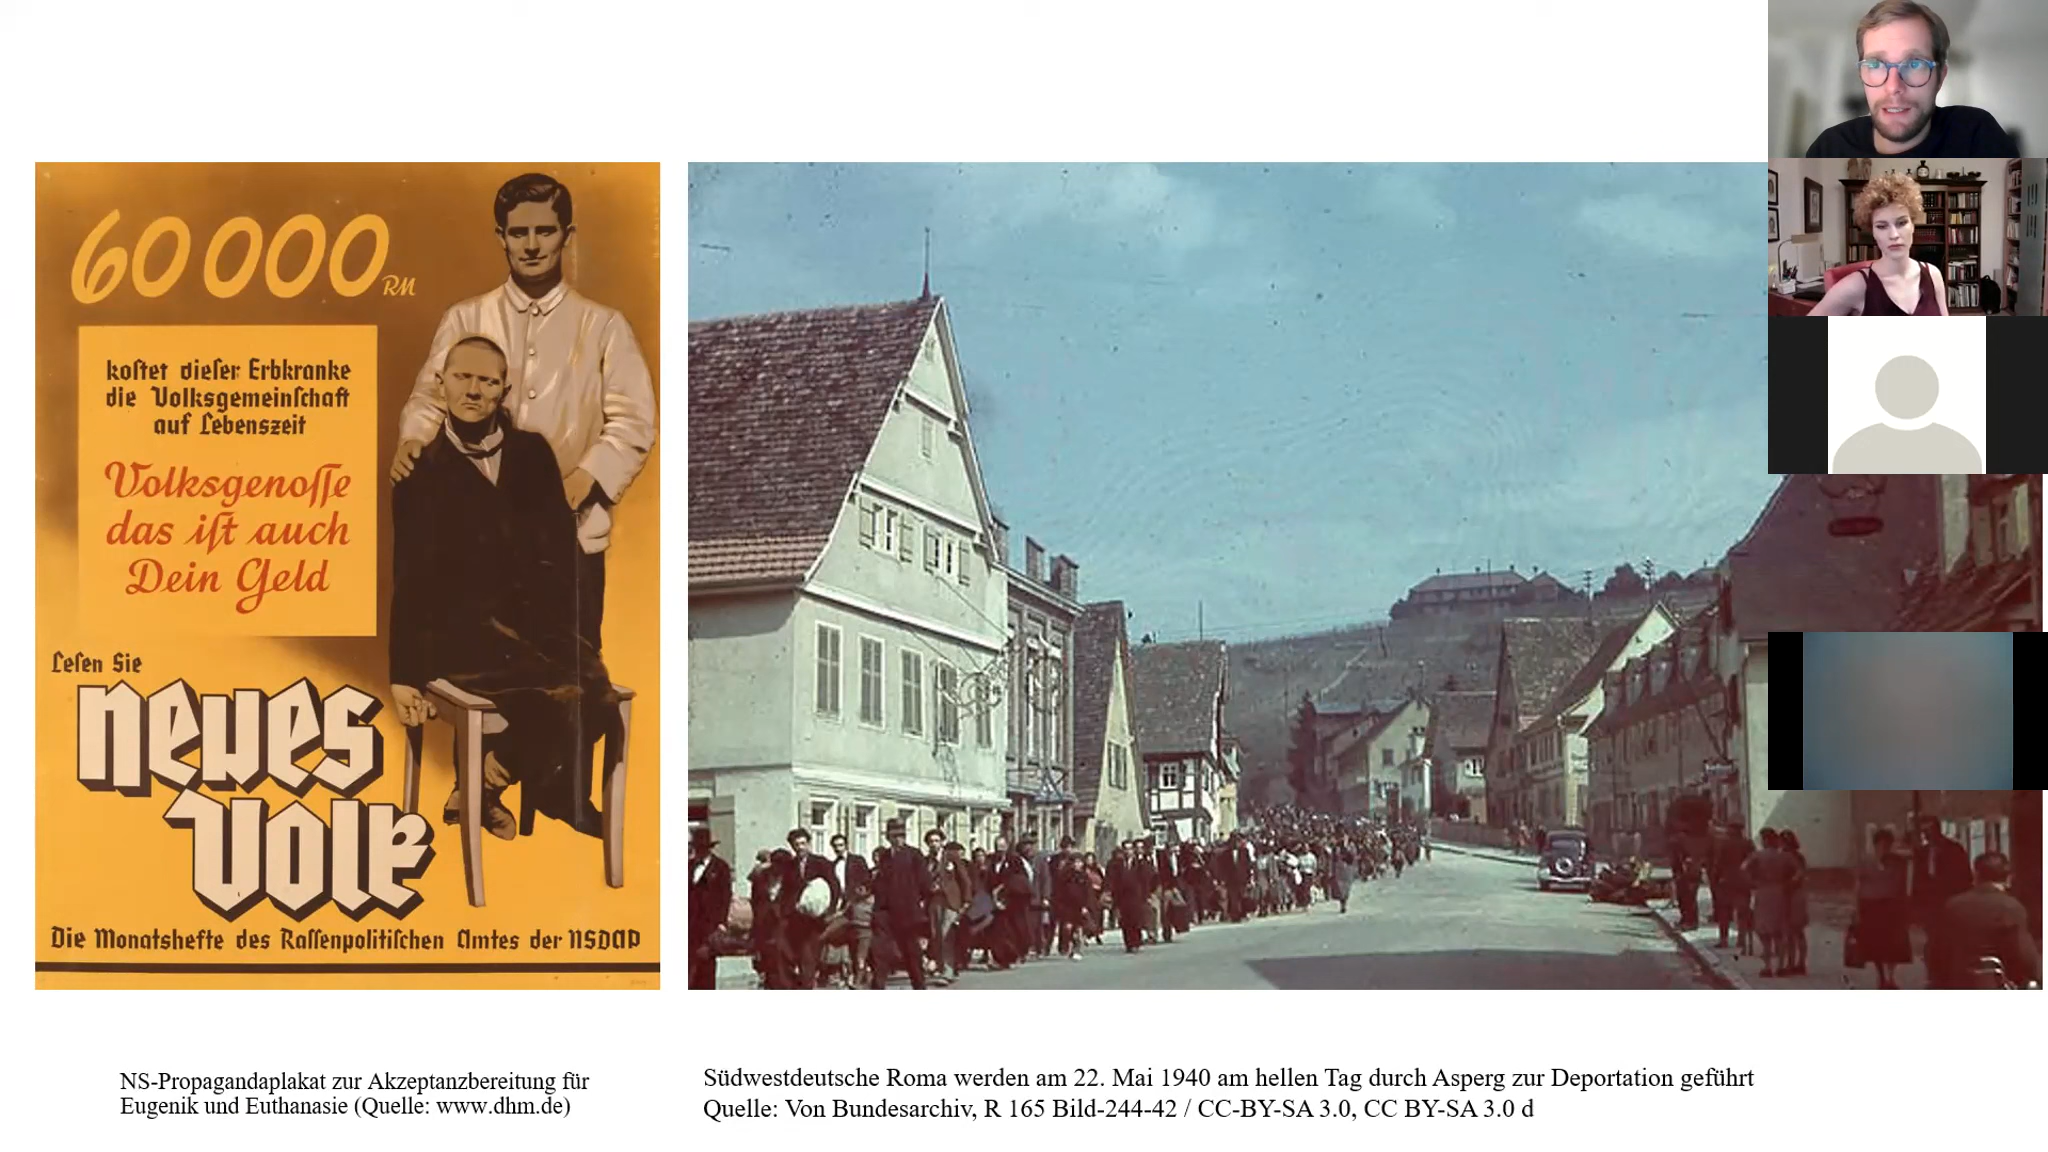 60000 RM
kostet dieser Erbkranke
die Volksgemeinschaft
auf Lebenszeit
Volksgenosse
das ist auch
Dein Geld
Lesen Sie
neues
Volk
Die Monatshefte des Rassenpolitischen Amtes der NSDAP
NS-Propagandaplakat zur Akzeptanzbereitung für
Eugenik und Euthanasie (Quelle: www.dhm.de)
Südwestdeutsche Roma werden am 22. Mai 1940 am hellen Tag durch Asperg zur Deportation geführt
Quelle: Von Bundesarchiv, R 165 Bild-244-42 / CC-BY-SA 3.0, CC BY-SA 3.0 d